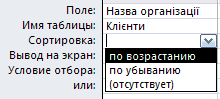 Поле: Назва організації
Имя таблицы: Клієнти
Сортировка:
Вывод на экран: по возрастанию
Условие отбора: по убыванию
или: (отсутствует)